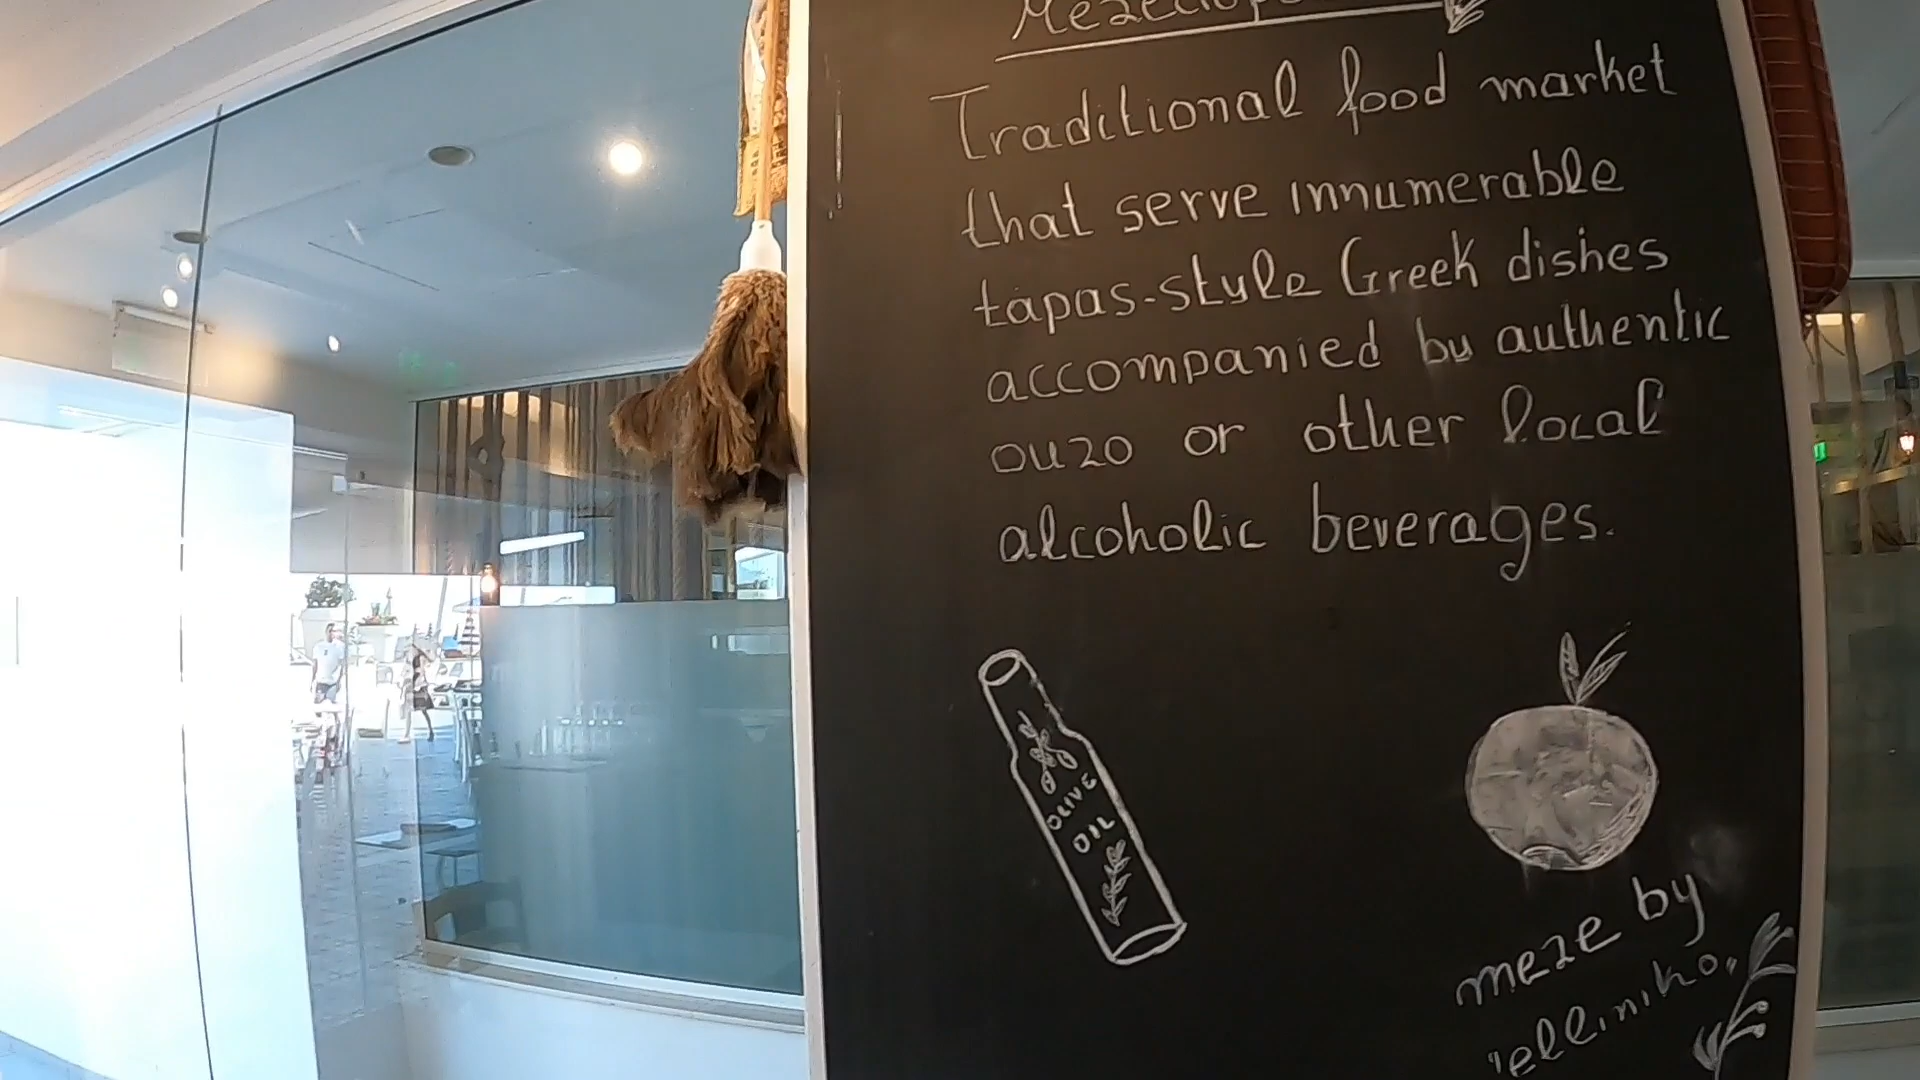 Traditional food market
that serve innumerable
tapas-style Greek dishes
accompanied by authentic
ouzo or other local
alcoholic beverages.
OLIVE
OIL
meze by
"elliniko"